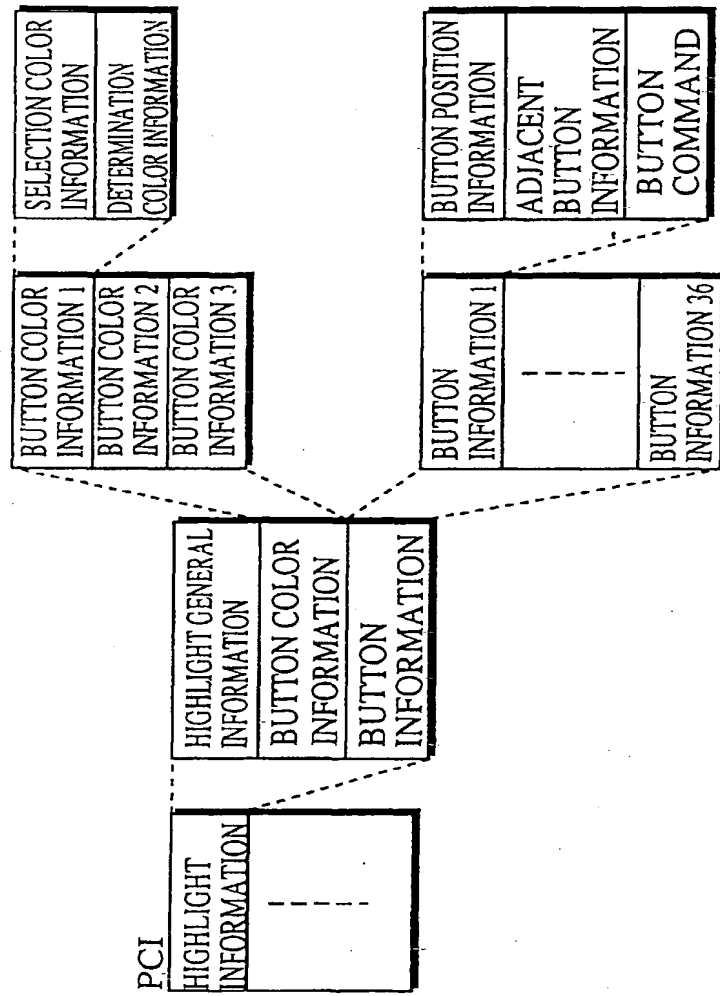 PCI
HIGHLIGHT
INFORMATION
HIGHLIGHT GENERAL
INFORMATION
BUTTON COLOR
INFORMATION
BUTTON
INFORMATION
BUTTON COLOR
INFORMATION 1
BUTTON COLOR
INFORMATION 2
BUTTON COLOR
INFORMATION 3
BUTTON
INFORMATION 1
BUTTON
INFORMATION 36
SELECTION COLOR
INFORMATION
DETERMINATION
COLOR INFORMATION
BUTTON POSITION
INFORMATION
ADJACENT
BUTTON
INFORMATION
BUTTON
COMMAND